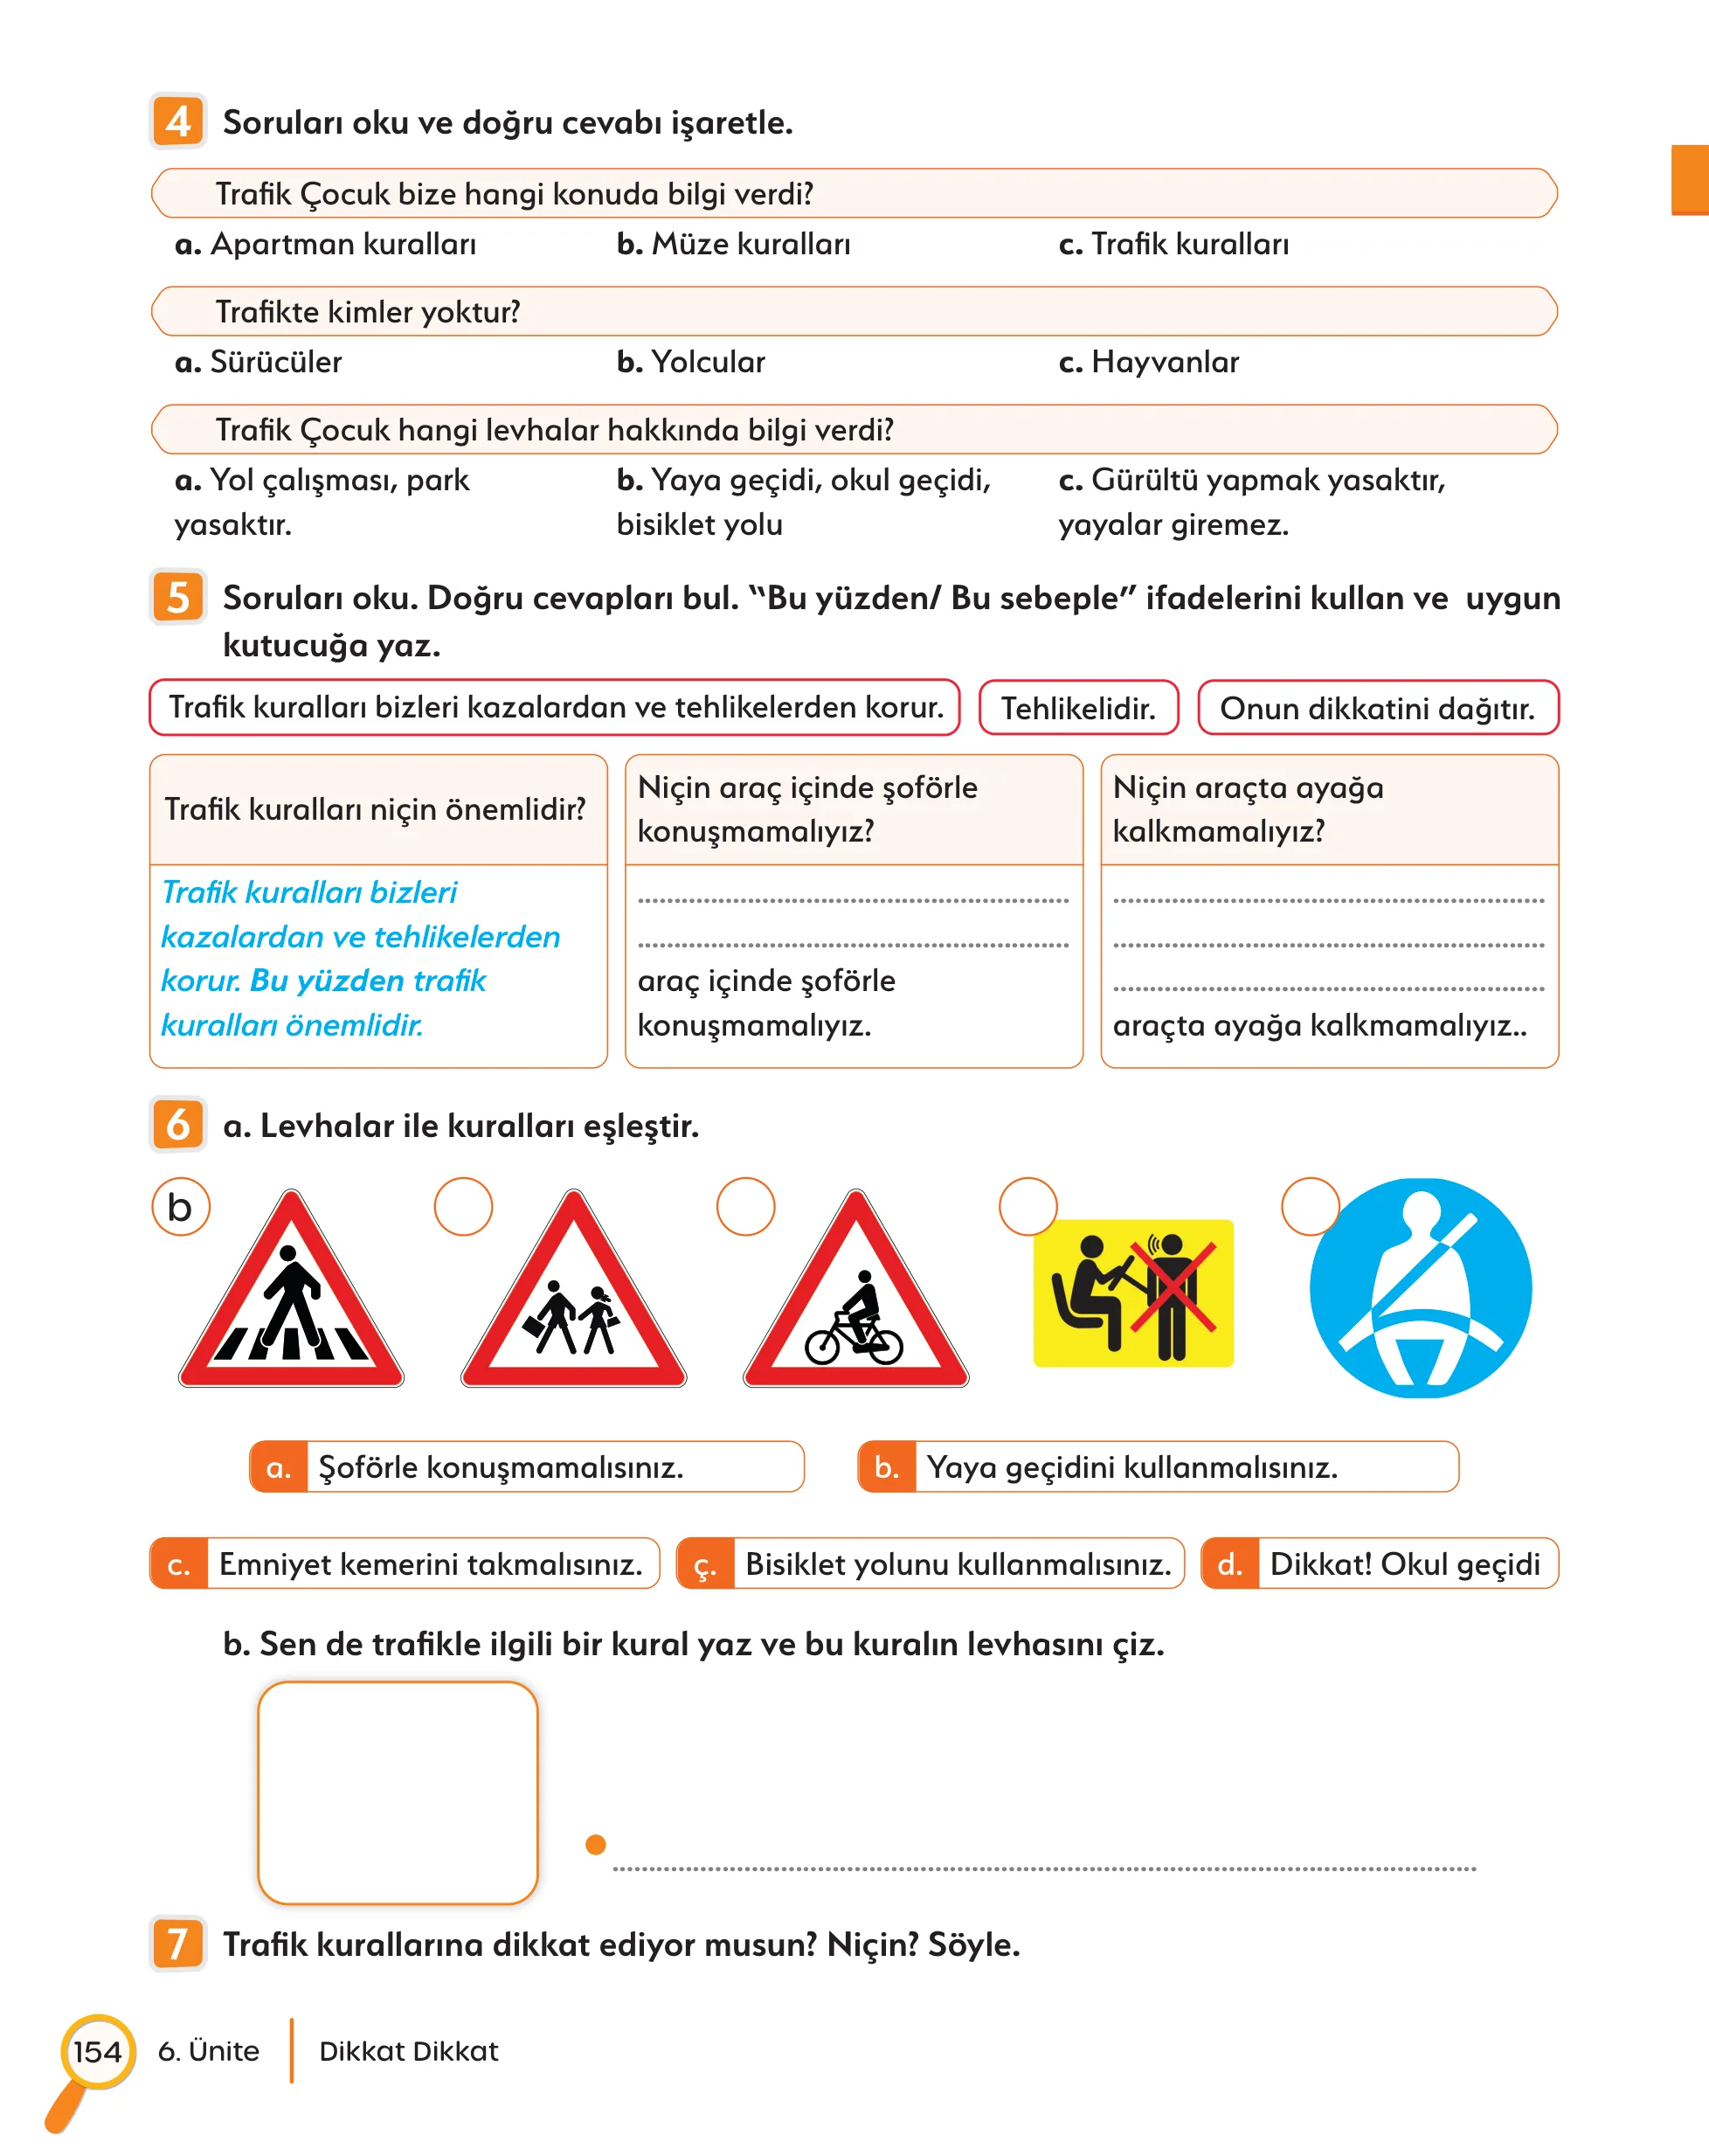 4 Soruları oku ve doğru cevabı işaretle.
Trafik Çocuk bize hangi konuda bilgi verdi?
a. Apartman kuralları b. Müze kuralları c. Trafik kuralları
Trafikte kimler yoktur?
a. Sürücüler b. Yolcular c. Hayvanlar
Trafik Çocuk hangi levhalar hakkında bilgi verdi?
a. Yol çalışması, park b. Yaya geçidi, okul geçidi, c. Gürültü yapmak yasaktır,
yasaktır. bisiklet yolu yayalar giremez.
5 Soruları oku. Doğru cevapları bul. “Bu yüzden/ Bu sebeple” ifadelerini kullan ve uygun
kutucuğa yaz.
Trafik kuralları bizleri kazalardan ve tehlikelerden korur. Tehlikelidir. Onun dikkatini dağıtır.
Trafik kuralları niçin önemlidir?
Trafik kuralları bizleri
kazalardan ve tehlikelerden
korur. Bu yüzden trafik
kuralları önemlidir.
Niçin araç içinde şoförle
konuşmamalıyız?
araç içinde şoförle
konuşmamalıyız.
Niçin araçta ayağa
kalkmamalıyız?
araçta ayağa kalkmamalıyız..
6 a. Levhalar ile kuralları eşleştir.
b
a. Şoförle konuşmamalısınız. b. Yaya geçidini kullanmalısınız.
c. Emniyet kemerini takmalısınız. ç. Bisiklet yolunu kullanmalısınız. d. Dikkat! Okul geçidi
b. Sen de trafikle ilgili bir kural yaz ve bu kuralın levhasını çiz.
7 Trafik kurallarına dikkat ediyor musun? Niçin? Söyle.
154 6. Ünite Dikkat Dikkat